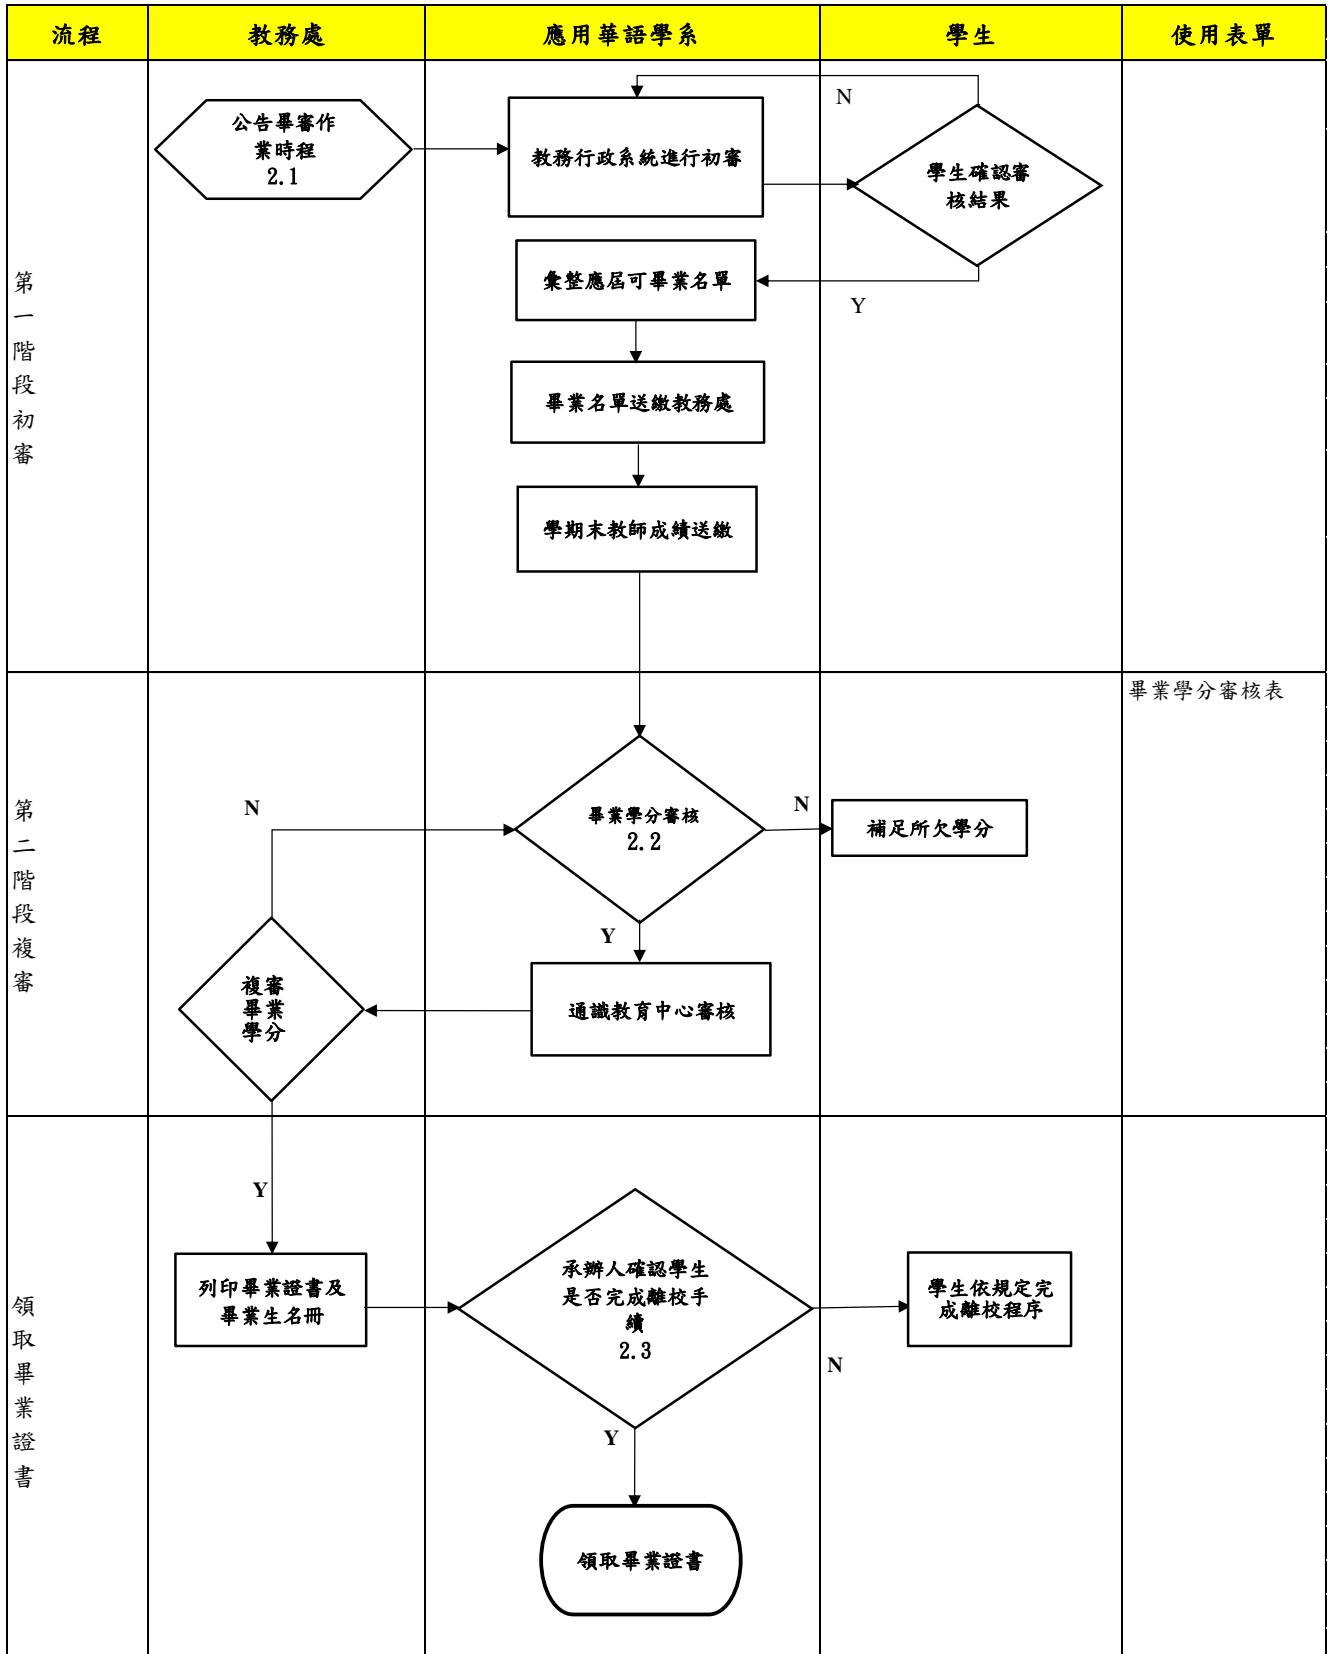 流程
教務處
應用華語學系
學生
使用表單
第
一
階
段
初
審
公告畢審作
業時程
2.1
教務行政系統進行初審
N
學生確認審
核結果
Y
彙整應屆可畢業名單
畢業名單送繳教務處
學期末教師成績送繳
畢業學分審核表
第
二
階
段
複
審
N
畢業學分審核
2.2
N
補足所欠學分
Y
複審
畢業
學分
通識教育中心審核
領
取
畢
業
證
書
Y
列印畢業證書及
畢業生名冊
承辦人確認學生
是否完成離校手
續
2.3
學生依規定完
成離校程序
N
Y
領取畢業證書